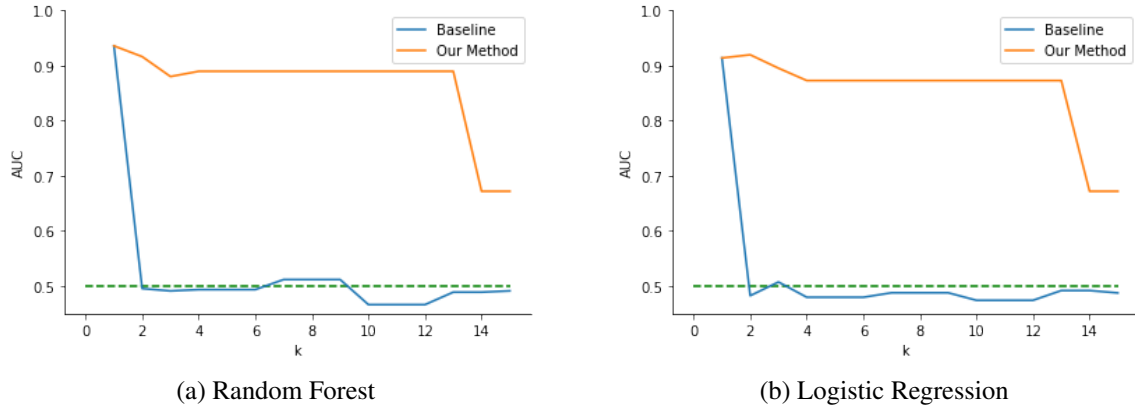 1.0
0.9
0.8
0.7
0.6
0.5
AUC
0 2 4 6 8 10 12 14
k
Baseline
Our Method
(a) Random Forest
1.0
0.9
0.8
0.7
0.6
0.5
AUC
0 2 4 6 8 10 12 14
k
Baseline
Our Method
(b) Logistic Regression